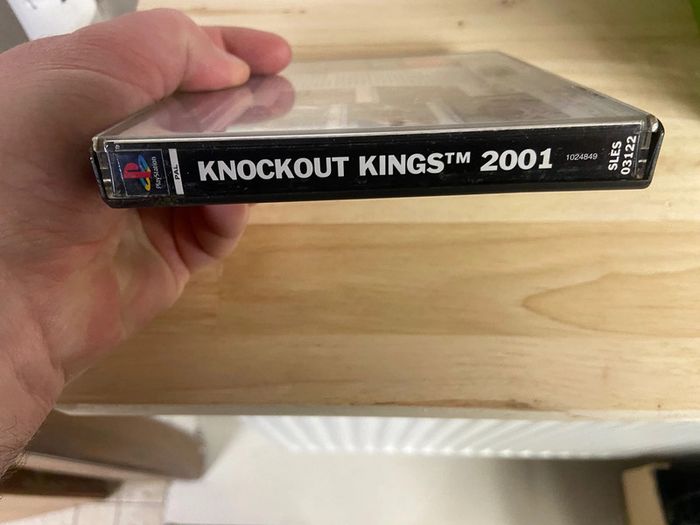 PlayStation
PAL
KNOCKOUT KINGS™ 2001
1024849
SLES
03122